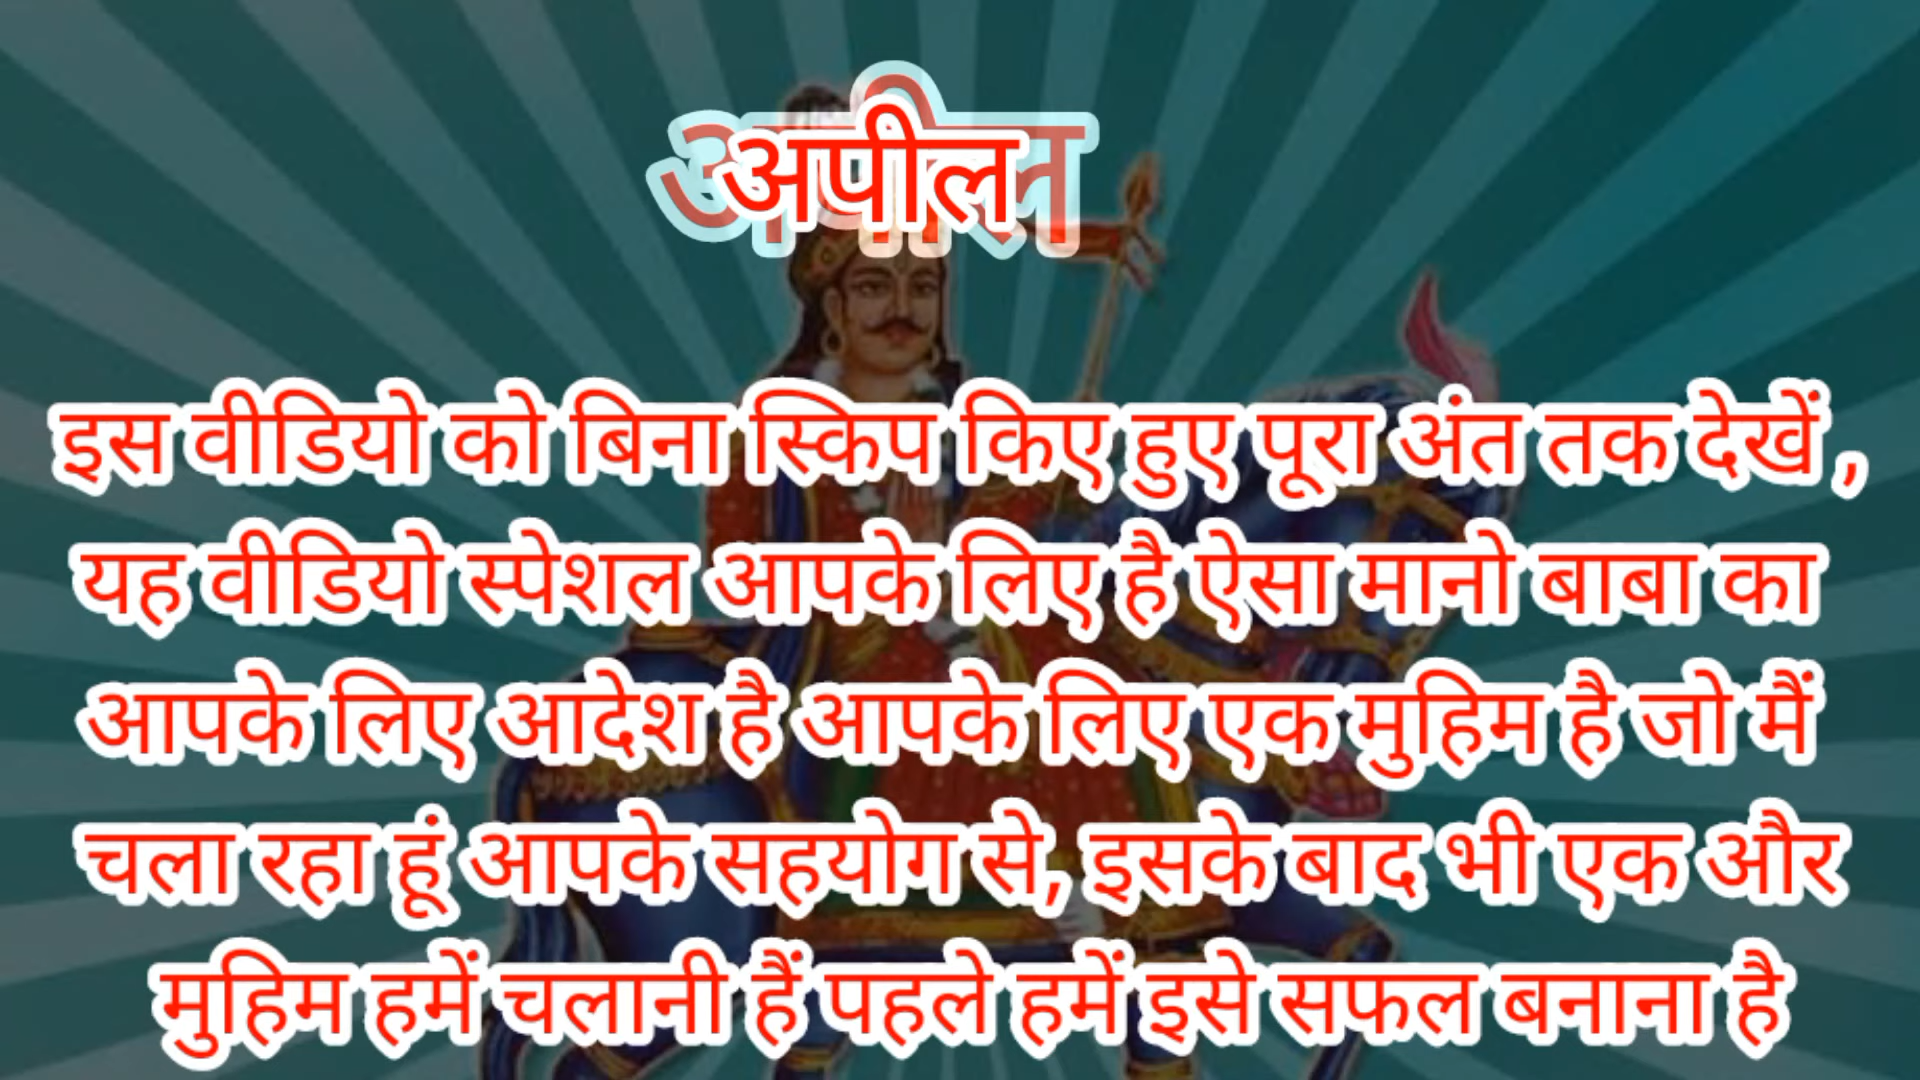 अपील
इस वीडियो को बिना स्किप किए हुए पूरा अंत तक देखें ,
यह वीडियो स्पेशल आपके लिए है ऐसा मानो बाबा का
आपके लिए आदेश है आपके लिए एक मुहिम है जो मैं
चला रहा हूं आपके सहयोग से, इसके बाद भी एक और
मुहिम हमें चलानी हैं पहले हमें इसे सफल बनाना है